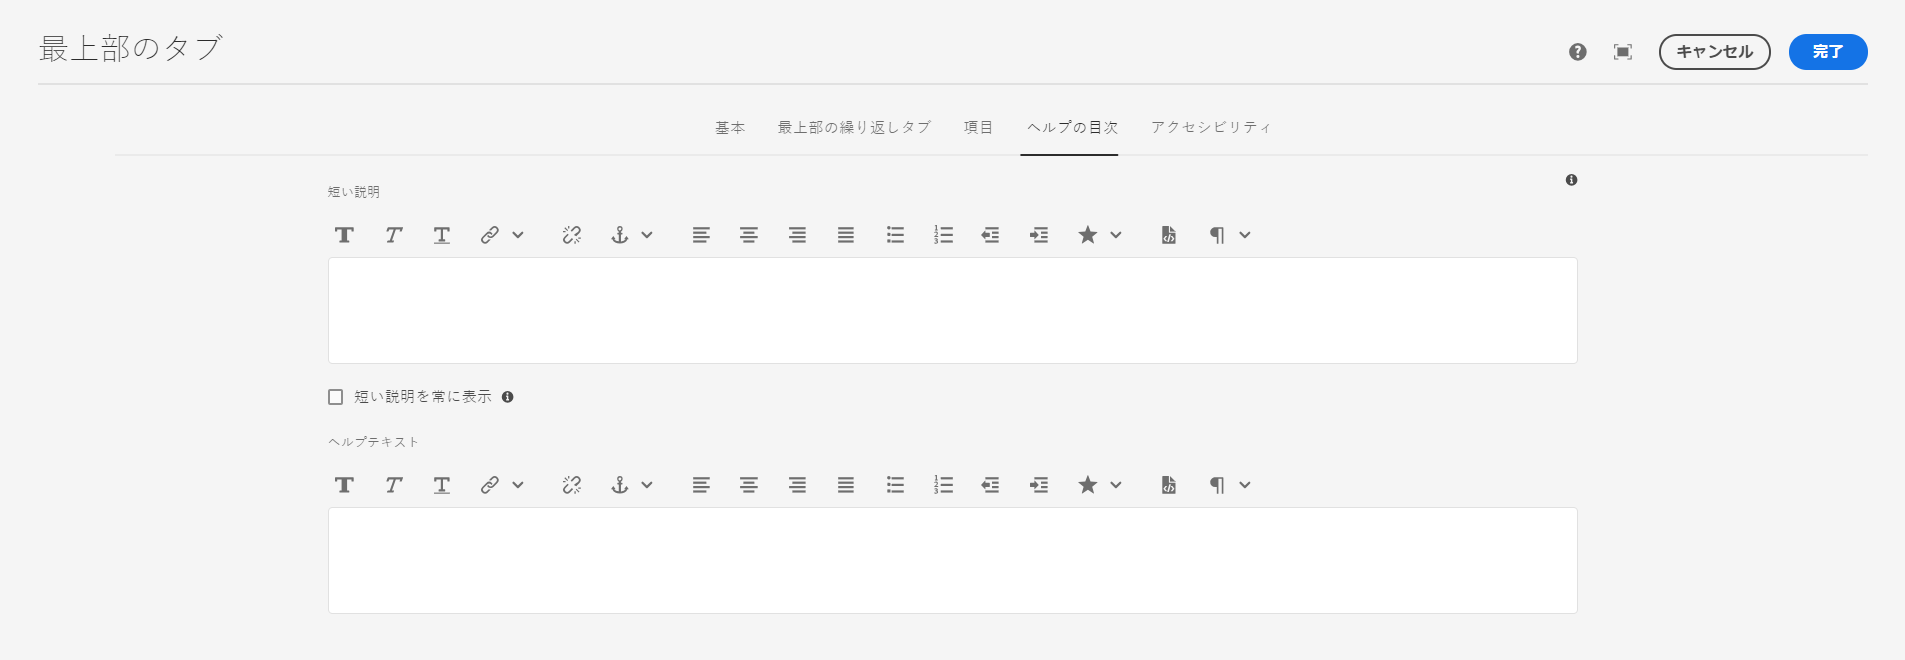 最上部のタブ
キャンセル
完了
基本
最上部の繰り返しタブ
項目
ヘルプの目次
アクセシビリティ
短い説明
短い説明を常に表示
ヘルプテキスト